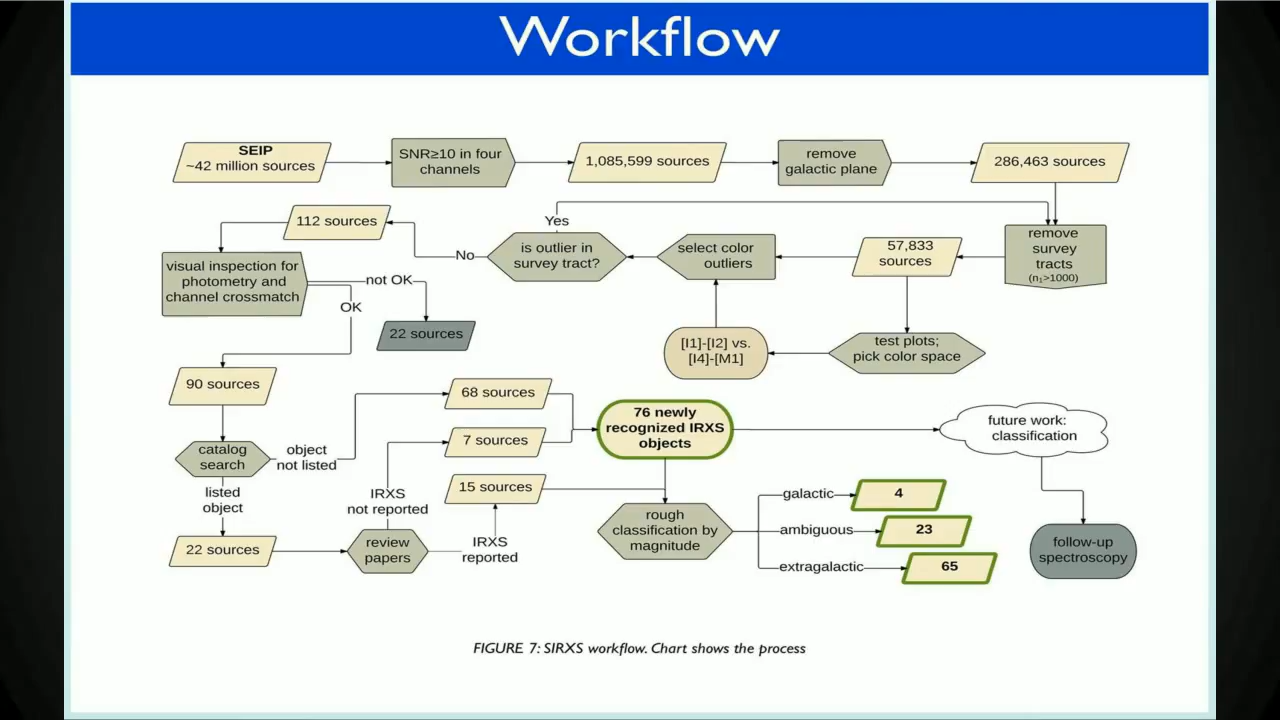 Workflow
SEIP
~42 million sources
SNR≥10 in four
channels
1,085,599 sources
remove
galactic plane
286,463 sources
remove
survey
tracts
(n₁>1000)
57,833
sources
select color
outliers
is outlier in
survey tract?
Yes
No
112 sources
visual inspection for
photometry and
channel crossmatch
not OK
OK
22 sources
test plots;
pick color space
[I1]-[I2] vs.
[I4]-[M1]
90 sources
catalog
search
object
not listed
listed
object
68 sources
7 sources
15 sources
22 sources
review
papers
IRXS
not reported
IRXS
reported
76 newly
recognized IRXS
objects
rough
classification by
magnitude
galactic
4
ambiguous
23
extragalactic
65
future work:
classification
follow-up
spectroscopy
FIGURE 7: SIRXS workflow. Chart shows the process